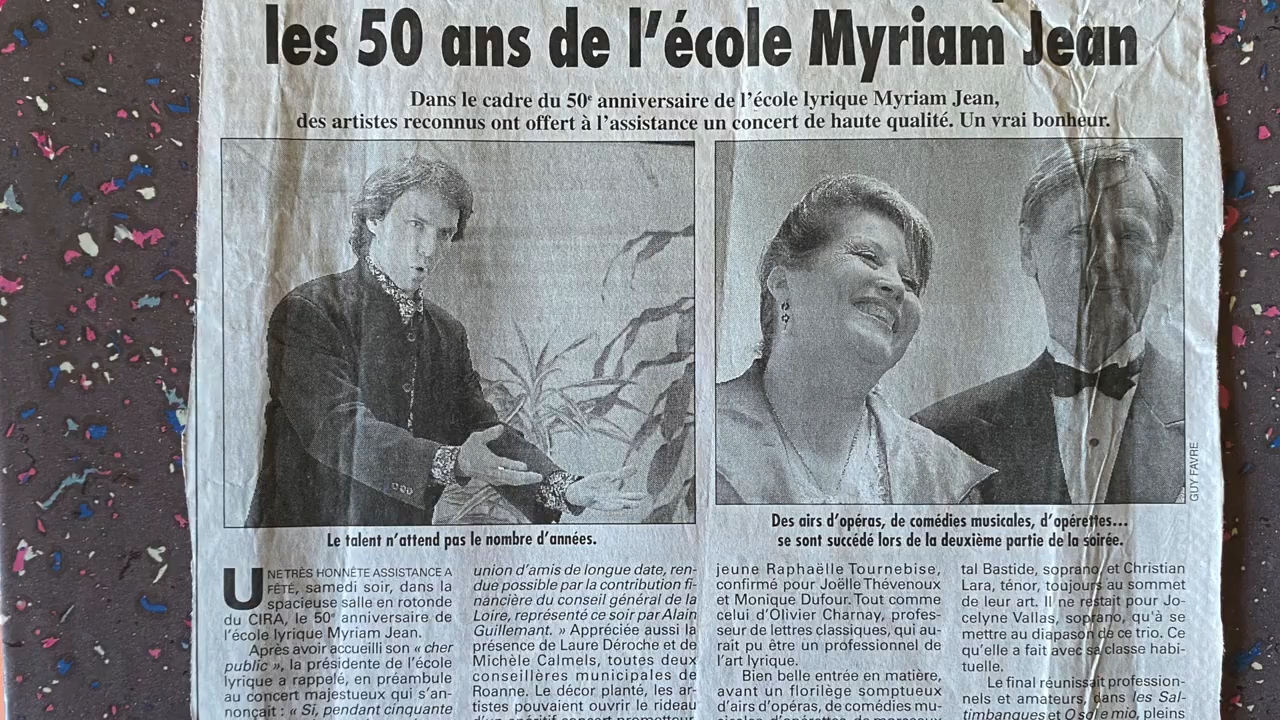 les 50 ans de l'école Myriam Jean
Dans le cadre du 50e anniversaire de l'école lyrique Myriam Jean,
des artistes reconnus ont offert à l'assistance un concert de haute qualité. Un vrai bonheur.
GUY FAVRE
Le talent n'attend pas le nombre d'années.
Des airs d'opéras, de comédies musicales, d'opérettes...
se sont succédé lors de la deuxième partie de la soirée.
UNE TRÈS HONNÊTE ASSISTANCE A
FÊTÉ, samedi soir, dans la
spacieuse salle en rotonde
du CIRA, le 50e anniversaire de
l'école lyrique Myriam Jean.
Après avoir accueilli son « cher
public », la présidente de l'école
lyrique a rappelé, en préambule
au concert majestueux qui s'an-
nonçait : « Si, pendant cinquante
union d'amis de longue date, ren-
due possible par la contribution fi-
nancière du conseil général de la
Loire, représenté ce soir par Alain
Guillemant. » Appréciée aussi la
présence de Laure Déroche et de
Michèle Calmels, toutes deux
conseillères municipales de
Roanne. Le décor planté, les ar-
tistes pouvaient ouvrir le rideau
d'un apéritif concert prometteur
jeune Raphaëlle Tournebise,
confirmé pour Joëlle Thévenoux
et Monique Dufour. Tout comme
celui d'Olivier Charnay, profes-
seur de lettres classiques, qui au-
rait pu être un professionnel de
l'art lyrique.
Bien belle entrée en matière,
avant un florilège somptueux
d'airs d'opéras, de comédies mu-
sicales, d'opérettes, de morceaux
tal Bastide, soprano, et Christian
Lara, ténor, toujours au sommet
de leur art. Il ne restait pour Jo-
celyne Vallas, soprano, qu'à se
mettre au diapason de ce trio. Ce
qu'elle a fait avec sa classe habi-
tuelle.
Le final réunissait profession-
nels et amateurs, dans les Sal-
timbanques et O sole mio, pleins